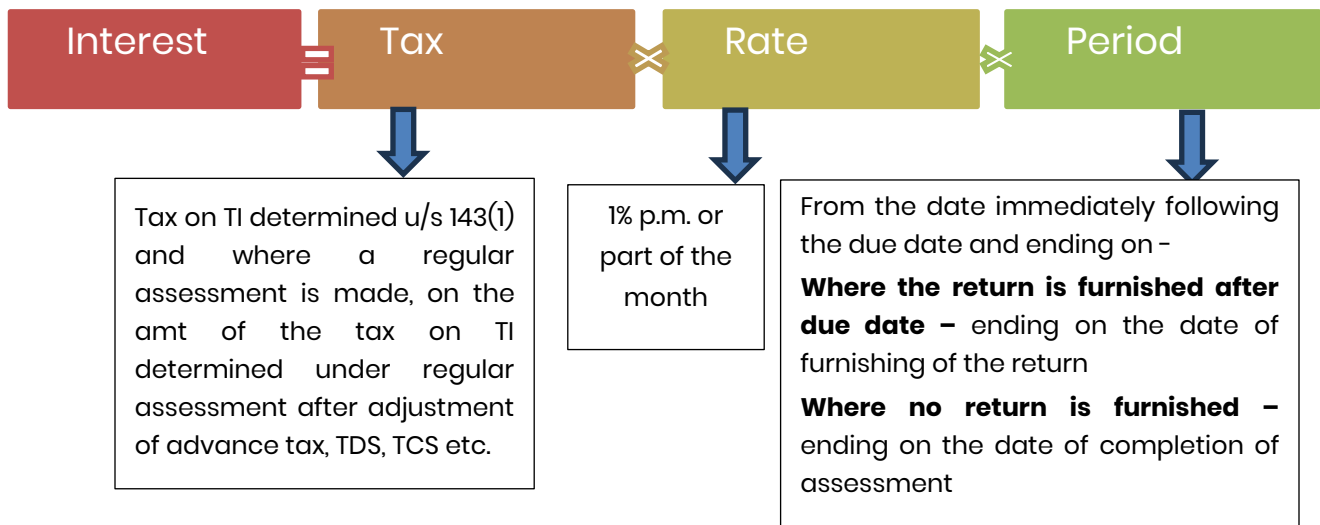 Interest = Tax × Rate × Period
Tax on TI determined u/s 143(1)
and where a regular
assessment is made, on the
amt of the tax on TI
determined under regular
assessment after adjustment
of advance tax, TDS, TCS etc.
1% p.m. or
part of the
month
From the date immediately following
the due date and ending on -
Where the return is furnished after
due date – ending on the date of
furnishing of the return
Where no return is furnished –
ending on the date of completion of
assessment